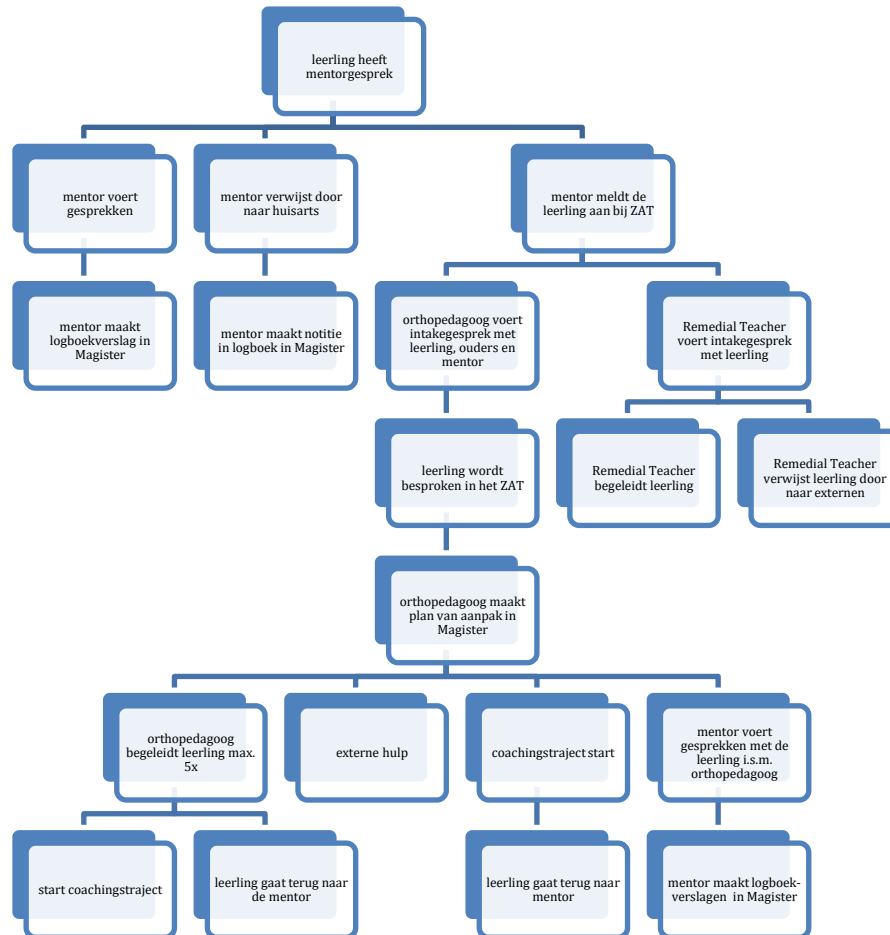 leerling heeft
mentorgesprek
mentor voert
gesprekken
mentor verwijst door
naar huisarts
mentor meldt de
leerling aan bij ZAT
mentor maakt
logboekverslag in
Magister
mentor maakt notitie
in logboek in Magister
orthopedagoog voert
intakegesprek met
leerling, ouders en
mentor
Remedial Teacher
voert intakegesprek
met leerling
leerling wordt
besproken in het ZAT
Remedial Teacher
begeleidt leerling
Remedial Teacher
verwijst leerling door
naar externen
orthopedagoog maakt
plan van aanpak in
Magister
orthopedagoog
begeleidt leerling max.
5x
externe hulp
coachingstraject start
mentor voert
gesprekken met de
leerling i.s.m.
orthopedagoog
start coachingstraject
leerling gaat terug naar
de mentor
leerling gaat terug naar
mentor
mentor maakt logboek-
verslagen in Magister